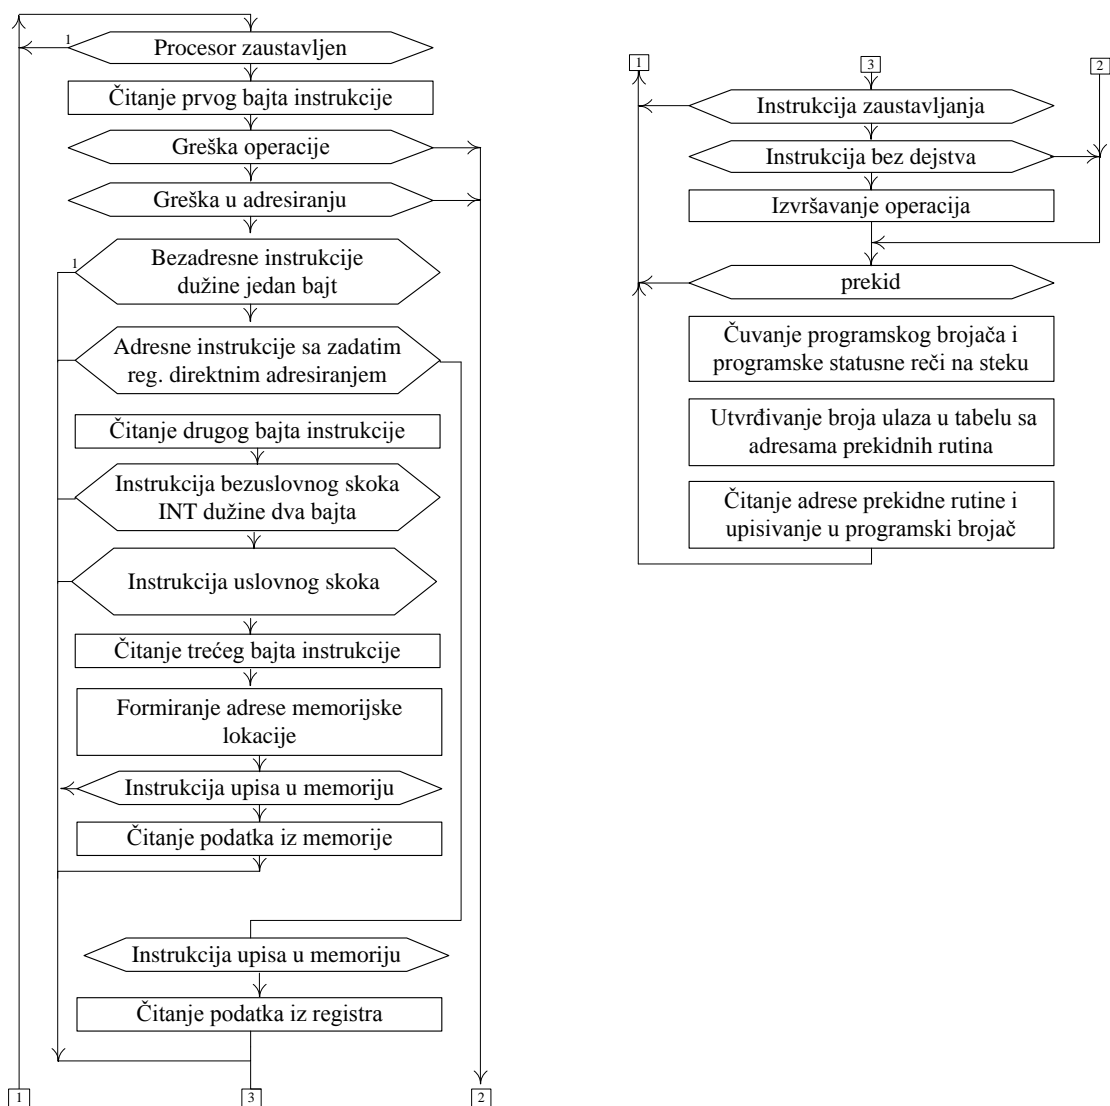 1
Procesor zaustavljen
Čitanje prvog bajta instrukcije
Greška operacije
Greška u adresiranju
1
Bezadresne instrukcije
dužine jedan bajt
Adresne instrukcije sa zadatim
reg. direktnim adresiranjem
Čitanje drugog bajta instrukcije
Instrukcija bezuslovnog skoka
INT dužine dva bajta
Instrukcija uslovnog skoka
Čitanje trećeg bajta instrukcije
Formiranje adrese memorijske
lokacije
Instrukcija upisa u memoriju
Čitanje podatka iz memorije
Instrukcija upisa u memoriju
Čitanje podatka iz registra
1
3
2
1
3
2
Instrukcija zaustavljanja
Instrukcija bez dejstva
Izvršavanje operacija
prekid
Čuvanje programskog brojača i
programske statusne reči na steku
Utvrđivanje broja ulaza u tabelu sa
adresama prekidnih rutina
Čitanje adrese prekidne rutine i
upisivanje u programski brojač